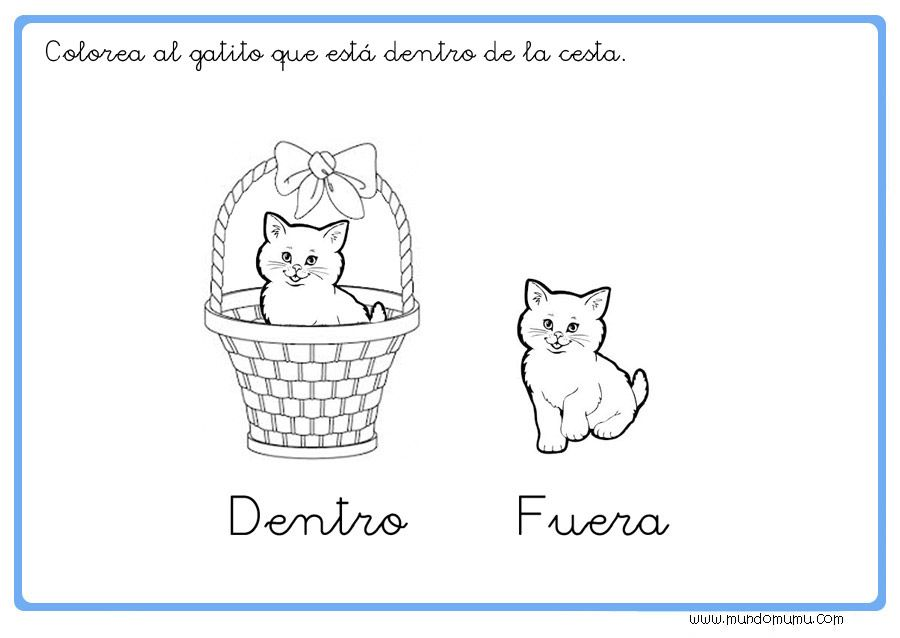 Colorea al gatito que está dentro de la cesta.
Dentro Fuera
www.mundomumu.com